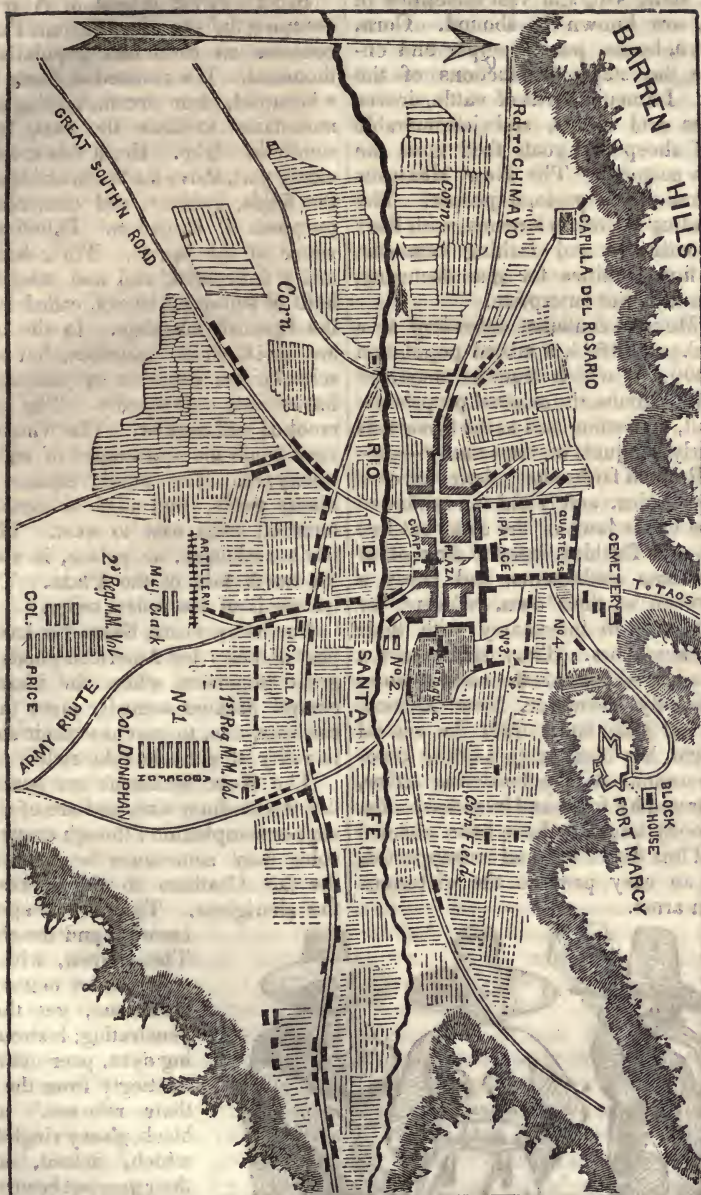 BARREN HILLS
GREAT SOUTH'N ROAD
Rd. to CHIMAYO
CAPILLA DEL ROSARIO
Corn
Corn
RIO DE SANTA FE
CHAPEL
PLAZA
PALACE
QUARTELES
CEMETERY
To TAOS
No. 2
No. 3
SP
No. 4
BLOCK HOUSE
FORT MARCY
Corn Fields
ARTILLERY
Maj. Clark
CAPILLA
2d Reg. M.M. Vol
COL. PRICE
ARMY ROUTE
No 1
1st Reg. M.M. Vol
COL. DONIPHAN